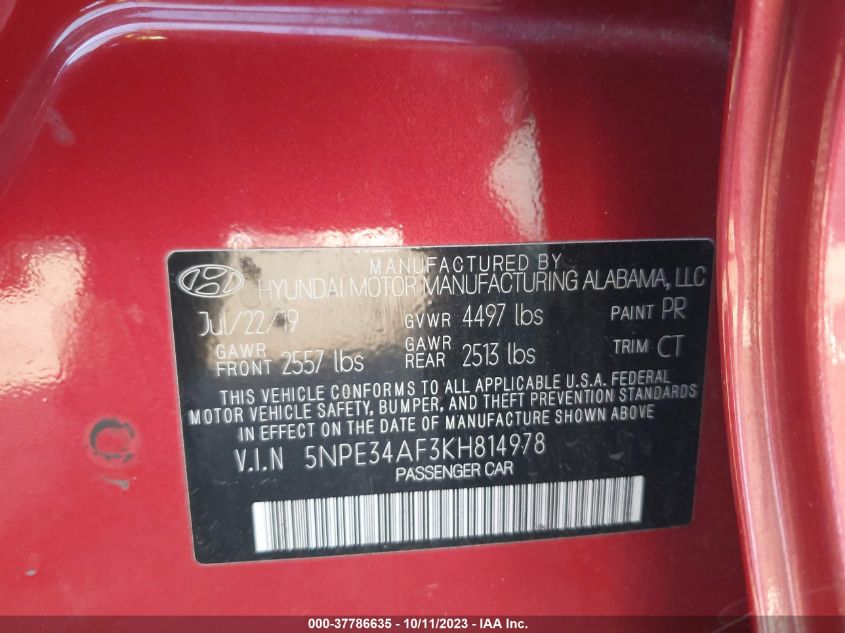 MANUFACTURED BY
HYUNDAI MOTOR MANUFACTURING ALABAMA, LLC
Jul/22/19 GVWR 4497 lbs PAINT PR
GAWR FRONT 2557 lbs GAWR REAR 2513 lbs TRIM CT
THIS VEHICLE CONFORMS TO ALL APPLICABLE U.S.A. FEDERAL
MOTOR VEHICLE SAFETY, BUMPER, AND THEFT PREVENTION STANDARDS
IN EFFECT ON THE DATE OF MANUFACTURE SHOWN ABOVE
V.I.N 5NPE34AF3KH814978
PASSENGER CAR
000-37786635 - 10/11/2023 - IAA Inc.